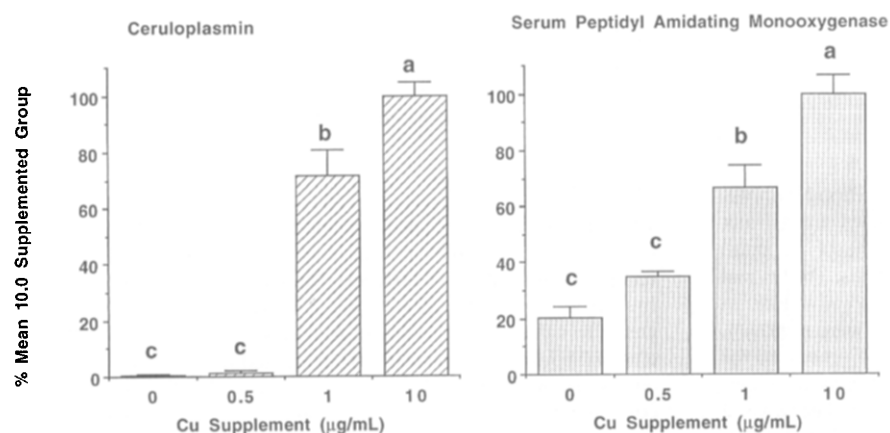 Ceruloplasmin
Serum Peptidyl Amidating Monooxygenase
% Mean 10.0 Supplemented Group
100
80
60
40
20
0
c
c
b
a
0 0.5 1 10
Cu Supplement (μg/mL)
100
80
60
40
20
0
c
c
b
a
0 0.5 1 10
Cu Supplement (μg/mL)